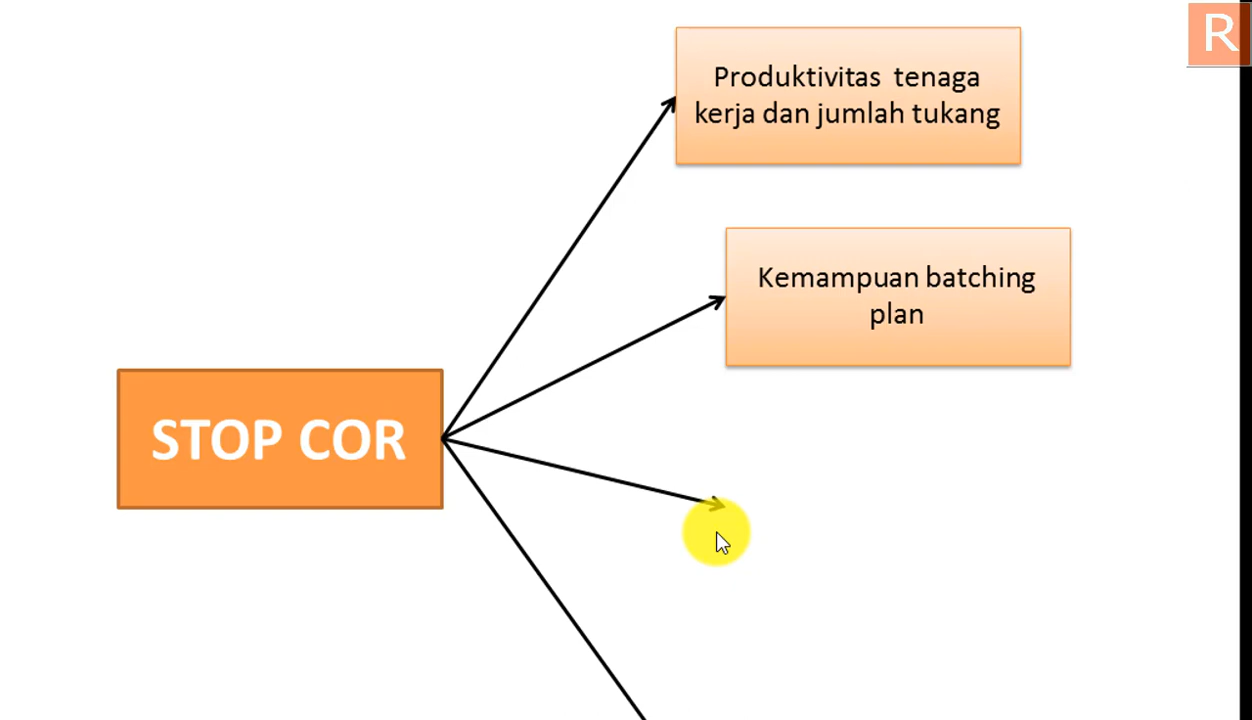 R
Produktivitas tenaga
kerja dan jumlah tukang
Kemampuan batching
plan
STOP COR